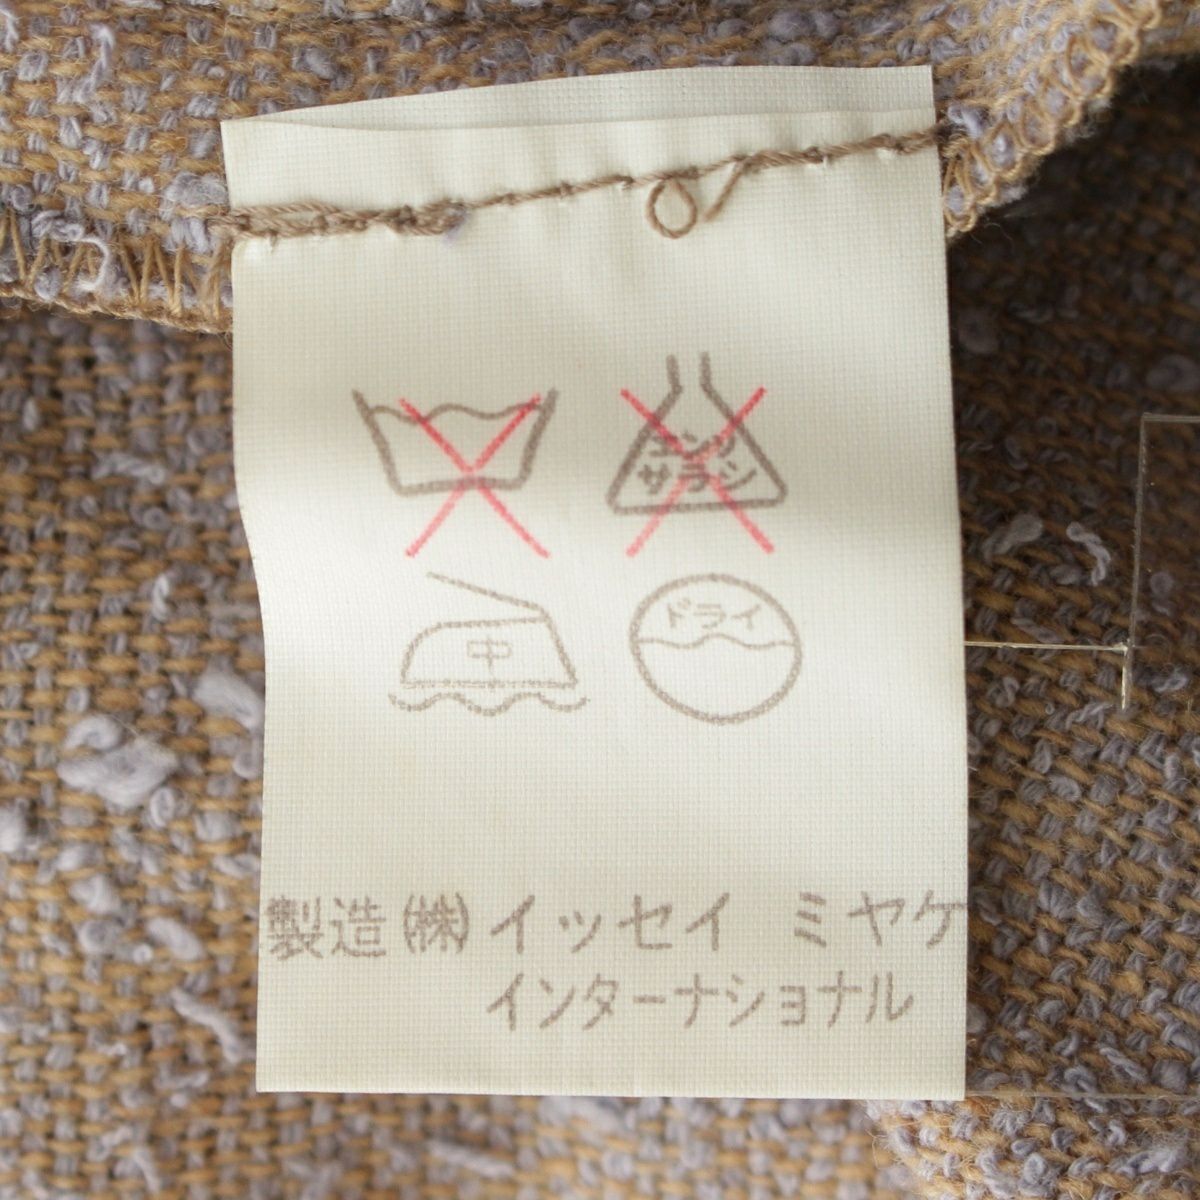 エンソ
サラシ
中
ドライ
製造㈱イッセイ ミヤケ
インターナショナル